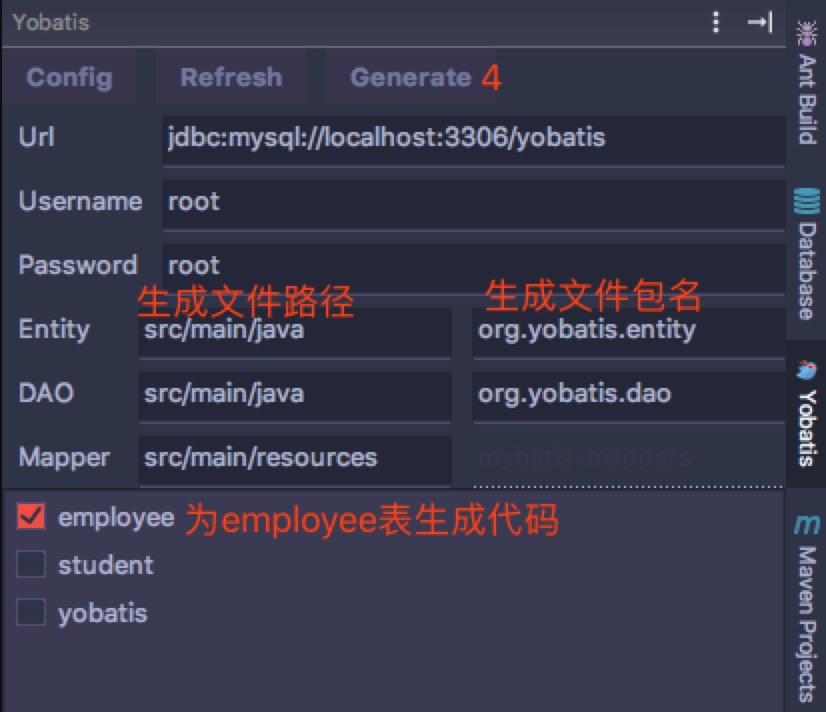 Yobatis
Config Refresh Generate 4
Url jdbc:mysql://localhost:3306/yobatis
Username root
Password root
生成文件路径 生成文件包名
Entity src/main/java org.yobatis.entity
DAO src/main/java org.yobatis.dao
Mapper src/main/resources mybatis-mappers
employee 为employee表生成代码
student
yobatis
Ant Build
Database
Yobatis
m Maven Projects